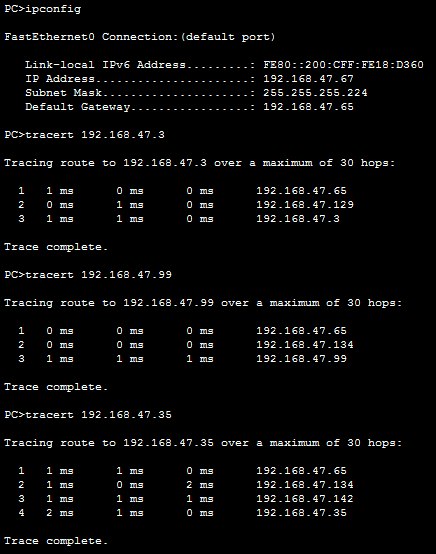 PC>ipconfig
FastEthernet0 Connection:(default port)
Link-local IPv6 Address.........: FE80::200:CFF:FE18:D360
IP Address......................: 192.168.47.67
Subnet Mask.....................: 255.255.255.224
Default Gateway.................: 192.168.47.65
PC>tracert 192.168.47.3
Tracing route to 192.168.47.3 over a maximum of 30 hops:
1 1 ms 0 ms 0 ms 192.168.47.65
2 0 ms 1 ms 0 ms 192.168.47.129
3 1 ms 1 ms 0 ms 192.168.47.3
Trace complete.
PC>tracert 192.168.47.99
Tracing route to 192.168.47.99 over a maximum of 30 hops:
1 0 ms 0 ms 0 ms 192.168.47.65
2 0 ms 0 ms 0 ms 192.168.47.134
3 1 ms 1 ms 1 ms 192.168.47.99
Trace complete.
PC>tracert 192.168.47.35
Tracing route to 192.168.47.35 over a maximum of 30 hops:
1 1 ms 1 ms 0 ms 192.168.47.65
2 1 ms 0 ms 2 ms 192.168.47.134
3 1 ms 1 ms 1 ms 192.168.47.142
4 2 ms 1 ms 0 ms 192.168.47.35
Trace complete.